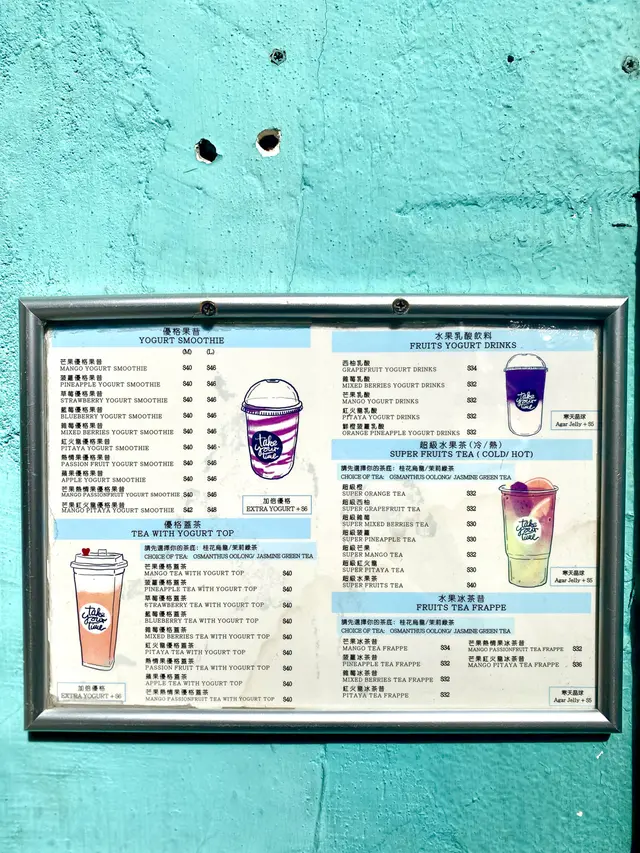 優格果昔
YOGURT SMOOTHIE
(M) (L)
芒果優格果昔
MANGO YOGURT SMOOTHIE $40 $46
菠蘿優格果昔
PINEAPPLE YOGURT SMOOTHIE $40 $46
草莓優格果昔
STRAWBERRY YOGURT SMOOTHIE $40 $46
藍莓優格果昔
BLUEBERRY YOGURT SMOOTHIE $40 $46
雜莓優格果昔
MIXED BERRIES YOGURT SMOOTHIE $40 $46
紅火龍優格果昔
PITAYA YOGURT SMOOTHIE $40 $46
熱情果優格果昔
PASSION FRUIT YOGURT SMOOTHIE $40 $46
蘋果優格果昔
APPLE YOGURT SMOOTHIE $40 $46
芒果熱情果優格果昔
MANGO PASSIONFRUIT YOGURT SMOOTHIE $40 $46
芒果紅火龍優格果昔
MANGO PITAYA YOGURT SMOOTHIE $42 $48
take
your
time
加倍優格
EXTRA YOGURT + $6
優格蓋茶
TEA WITH YOGURT TOP
請先選擇你的茶底: 桂花烏龍/茉莉綠茶
CHOICE OF TEA: OSMANTHUS OOLONG/ JASMINE GREEN TEA
芒果優格蓋茶
MANGO TEA WITH YOGURT TOP $40
菠蘿優格蓋茶
PINEAPPLE TEA WITH YOGURT TOP $40
草莓優格蓋茶
STRAWBERRY TEA WITH YOGURT TOP $40
藍莓優格蓋茶
BLUEBERRY TEA WITH YOGURT TOP $40
雜莓優格蓋茶
MIXED BERRIES TEA WITH YOGURT TOP $40
紅火龍優格蓋茶
PITAYA TEA WITH YOGURT TOP $40
熱情果優格蓋茶
PASSION FRUIT TEA WITH YOGURT TOP $40
蘋果優格蓋茶
APPLE TEA WITH YOGURT TOP $40
芒果熱情果優格蓋茶
MANGO PASSIONFRUIT TEA WITH YOGURT TOP $40
take
your
time
加倍優格
EXTRA YOGURT + $6
水果乳酸飲料
FRUITS YOGURT DRINKS
西柚乳酸
GRAPEFRUIT YOGURT DRINKS $34
雜莓乳酸
MIXED BERRIES YOGURT DRINKS $32
芒果乳酸
MANGO YOGURT DRINKS $32
紅火龍乳酸
PITAYA YOGURT DRINKS $32
鮮橙菠蘿乳酸
ORANGE PINEAPPLE YOGURT DRINKS $32
take
your
time
寒天晶球
Agar Jelly + $5
超級水果茶(冷/熱)
SUPER FRUITS TEA ( COLD/ HOT)
請先選擇你的茶底: 桂花烏龍/茉莉綠茶
CHOICE OF TEA: OSMANTHUS OOLONG/ JASMINE GREEN TEA
超級橙
SUPER ORANGE TEA $32
超級西柚
SUPER GRAPEFRUIT TEA $32
超級雜莓
SUPER MIXED BERRIES TEA $30
超級菠蘿
SUPER PINEAPPLE TEA $30
超級芒果
SUPER MANGO TEA $32
超級紅火龍
SUPER PITAYA TEA $30
超級水果茶
SUPER FRUITS TEA $40
take
your
time
寒天晶球
Agar Jelly + $5
水果冰茶昔
FRUITS TEA FRAPPE
請先選擇你的茶底: 桂花烏龍/茉莉綠茶
CHOICE OF TEA: OSMANTHUS OOLONG/ JASMINE GREEN TEA
芒果冰茶昔
MANGO TEA FRAPPE $34
菠蘿冰茶昔
PINEAPPLE TEA FRAPPE $32
雜莓冰茶昔
MIXED BERRIES TEA FRAPPE $32
紅火龍冰茶昔
PITAYA TEA FRAPPE $32
芒果熱情果冰茶昔
MANGO PASSIONFRUIT TEA FRAPPE $32
芒果紅火龍冰茶昔
MANGO PITAYA TEA FRAPPE $36
寒天晶球
Agar Jelly + $5